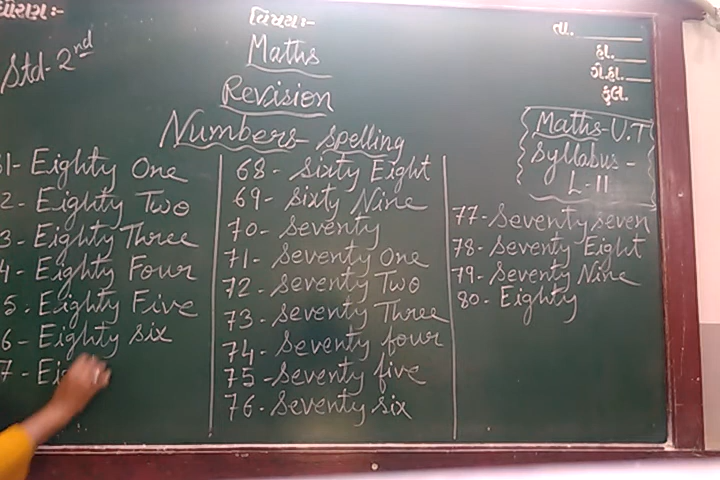 ધોરણ:-
વિષય:-
તા.
હા.
ગે.હા.
કુલ.
Std- 2nd
Maths
Revision
Numbers- spelling
Maths-U.T
Syllabus-
L-11
1- Eighty One
2- Eighty Two
3- Eighty Three
4- Eighty Four
5- Eighty Five
6- Eighty six
7-
68- Sixty Eight
69- Sixty Nine
70- Seventy
71- Seventy One
72- Seventy Two
73- Seventy Three
74- Seventy four
75- Seventy five
76- Seventy six
77- Seventy seven
78- Seventy Eight
79- Seventy Nine
80- Eighty